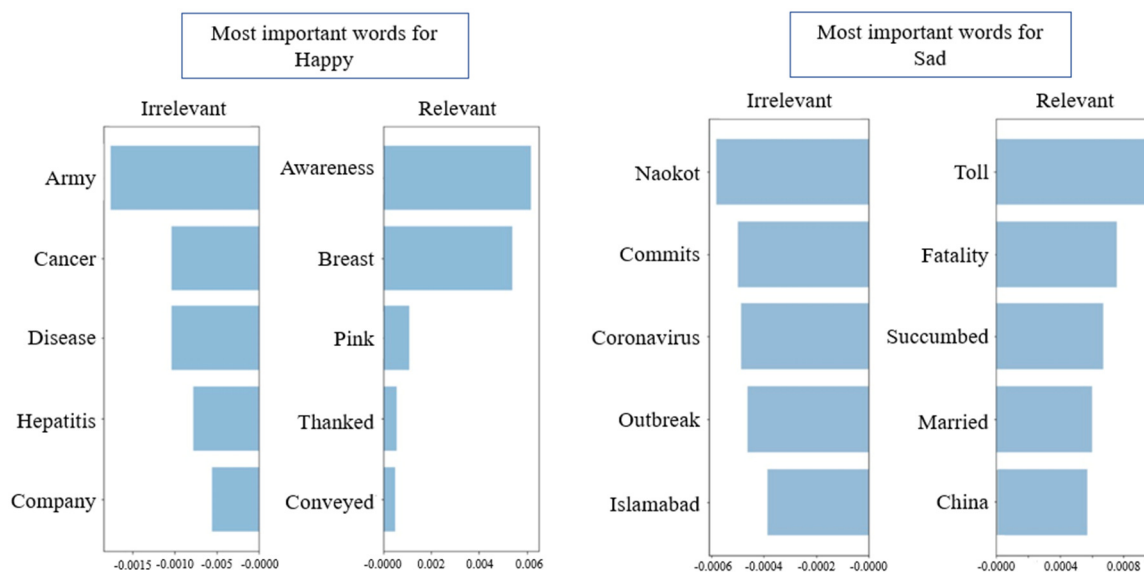 Most important words for
Happy
Irrelevant
Relevant
Army
Cancer
Disease
Hepatitis
Company
-0.0015 -0.0010 -0.005 -0.0000
Awareness
Breast
Pink
Thanked
Conveyed
-0.000 0.002 0.004 0.006
Most important words for
Sad
Irrelevant
Relevant
Naokot
Commits
Coronavirus
Outbreak
Islamabad
-0.0006 -0.0004 -0.0002 -0.0000
Toll
Fatality
Succumbed
Married
China
-0.0000 0.0004 0.0008